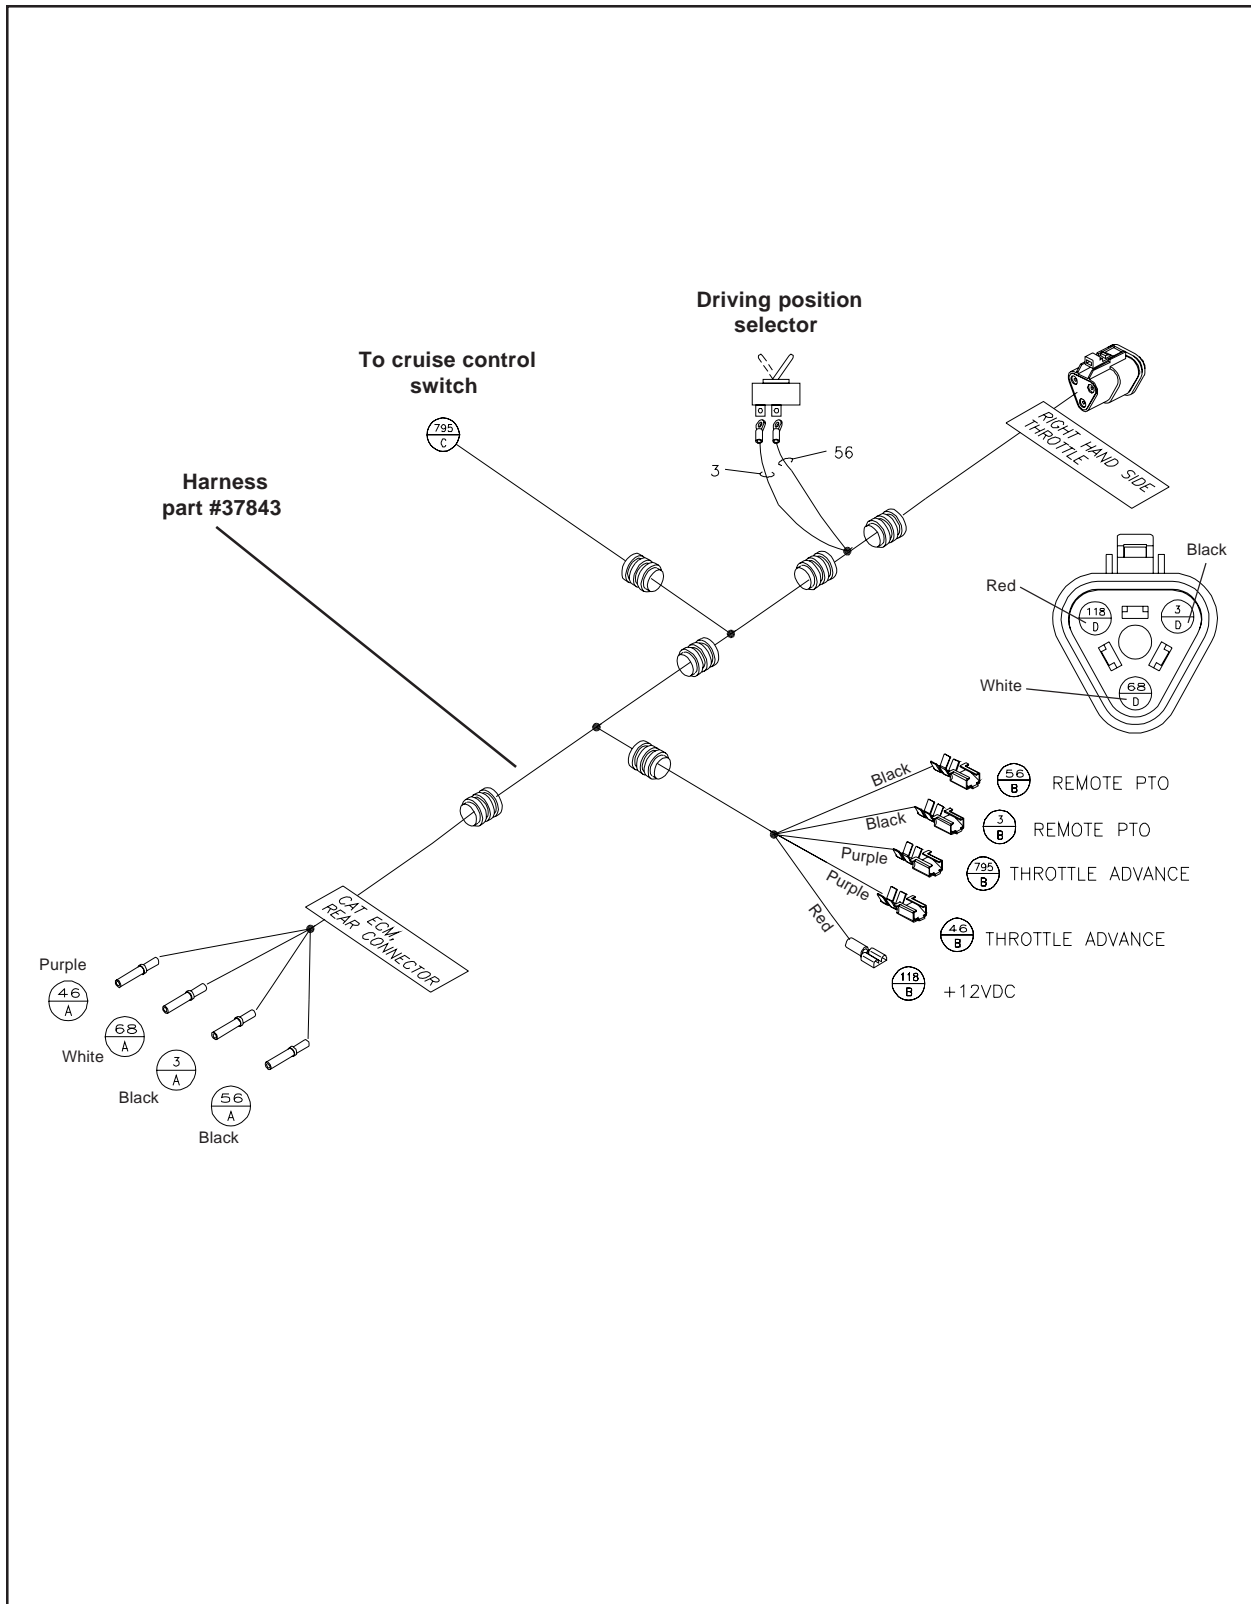 Driving position
selector
To cruise control
switch
795
C
3
56
RIGHT HAND SIDE
THROTTLE
Harness
part #37843
Black
Red
118
D
3
D
White
68
D
Black
56
B
REMOTE PTO
Black
3
B
REMOTE PTO
Purple
795
B
THROTTLE ADVANCE
Purple
46
B
THROTTLE ADVANCE
Red
118
B
+12VDC
CAT ECM,
REAR CONNECTOR
Purple
46
A
68
A
White
3
A
Black
56
A
Black